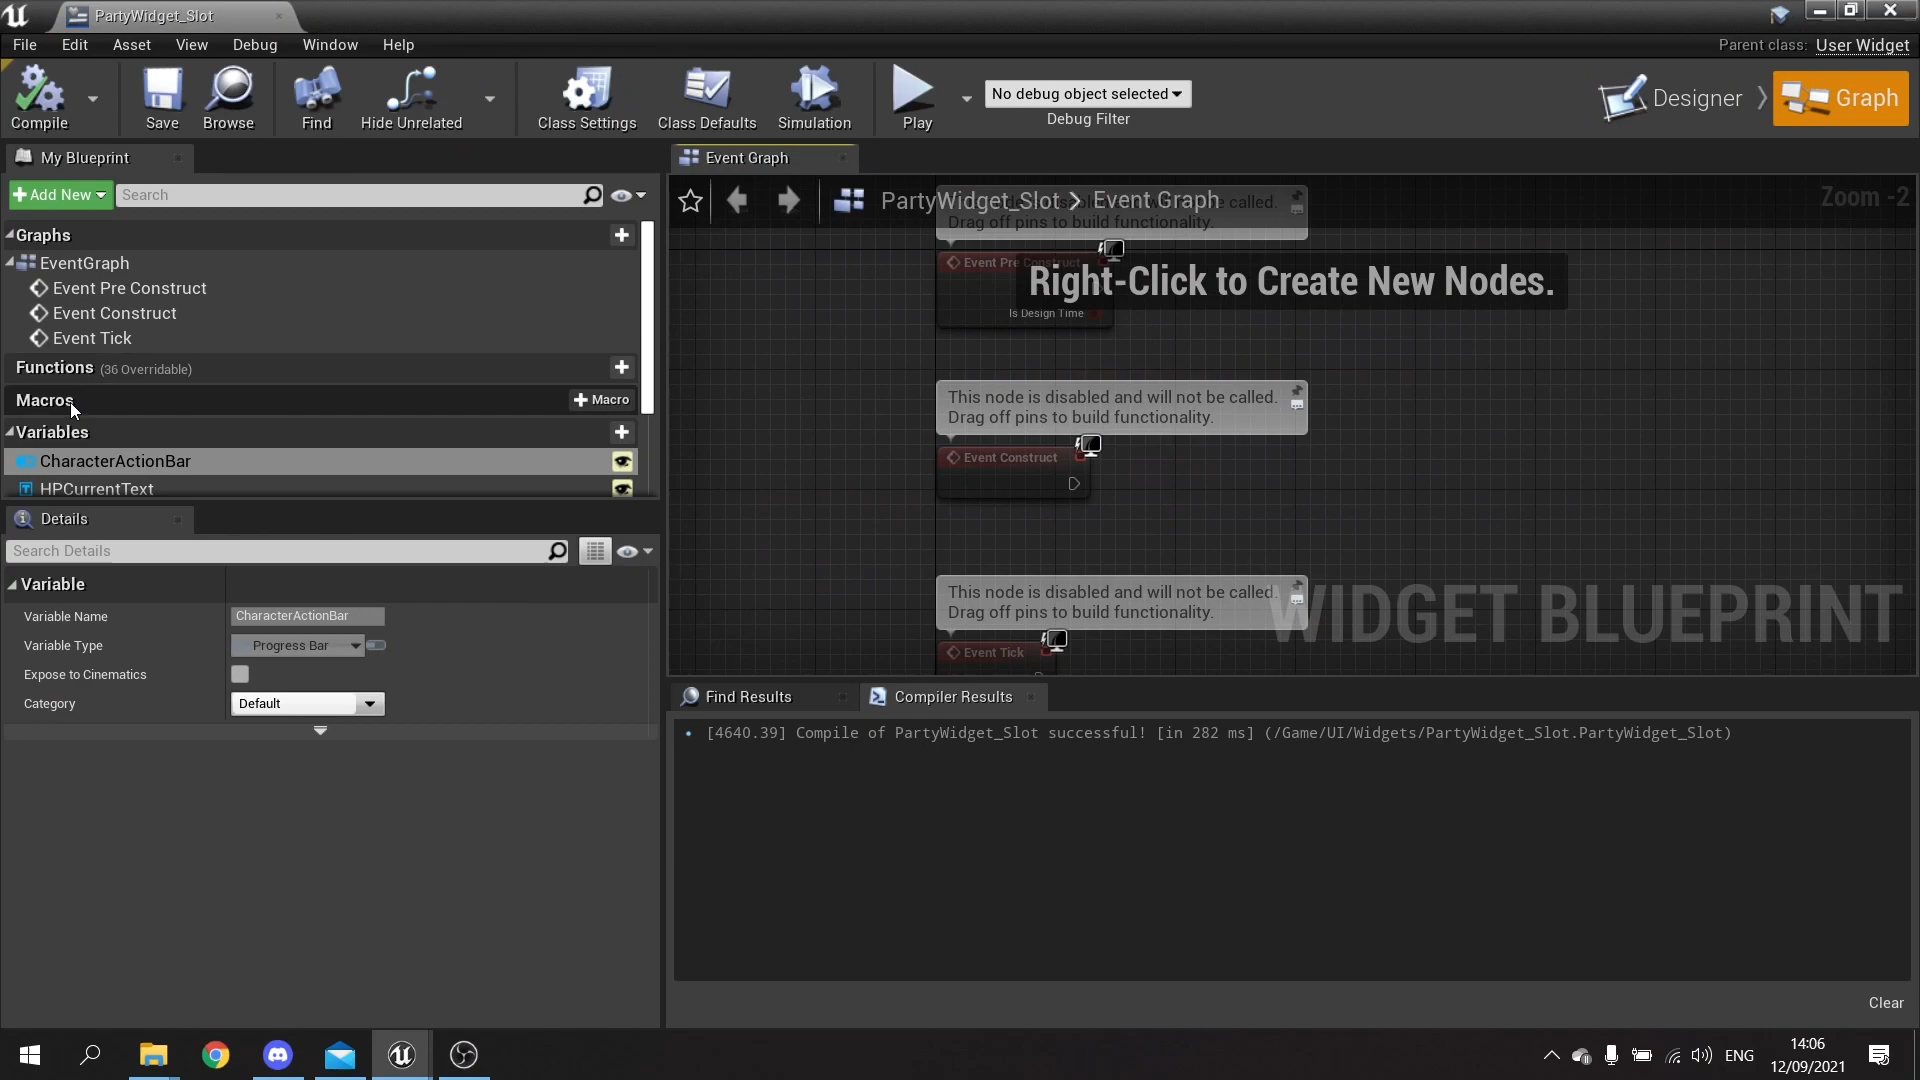 PartyWidget_Slot
File Edit Asset View Debug Window Help
Parent class: User Widget
Compile
Save
Browse
Find
Hide Unrelated
Class Settings
Class Defaults
Simulation
Play
No debug object selected
Debug Filter
Designer
Graph
My Blueprint
Add New
Search
Graphs
EventGraph
Event Pre Construct
Event Construct
Event Tick
Functions (36 Overridable)
Macros
Macro
Variables
CharacterActionBar
HPCurrentText
Details
Search Details
Variable
Variable Name CharacterActionBar
Variable Type Progress Bar
Expose to Cinematics
Category Default
Event Graph
PartyWidget_Slot > Event Graph
Zoom -2
called.
Drag off pins to build functionality.
Event Pre Construct
Right-Click to Create New Nodes.
Is Design Time
This node is disabled and will not be called.
Drag off pins to build functionality.
Event Construct
This node is disabled and will not be called.
Drag off pins to build functionality.
Event Tick
WIDGET BLUEPRINT
Find Results
Compiler Results
[4640.39] Compile of PartyWidget_Slot successful! [in 282 ms] (/Game/UI/Widgets/PartyWidget_Slot.PartyWidget_Slot)
Clear
ENG
14:06
12/09/2021